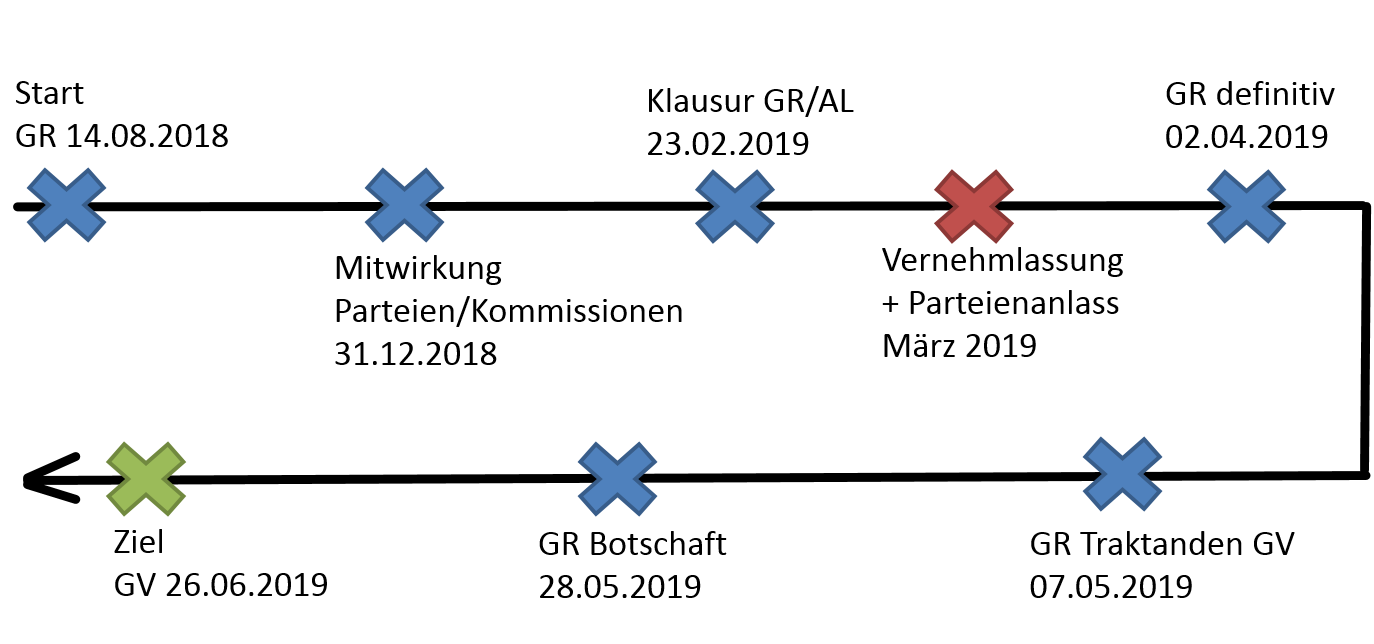 Start
GR 14.08.2018
Mitwirkung
Parteien/Kommissionen
31.12.2018
Klausur GR/AL
23.02.2019
Vernehmlassung
+ Parteienanlass
März 2019
GR definitiv
02.04.2019
GR Traktanden GV
07.05.2019
GR Botschaft
28.05.2019
Ziel
GV 26.06.2019